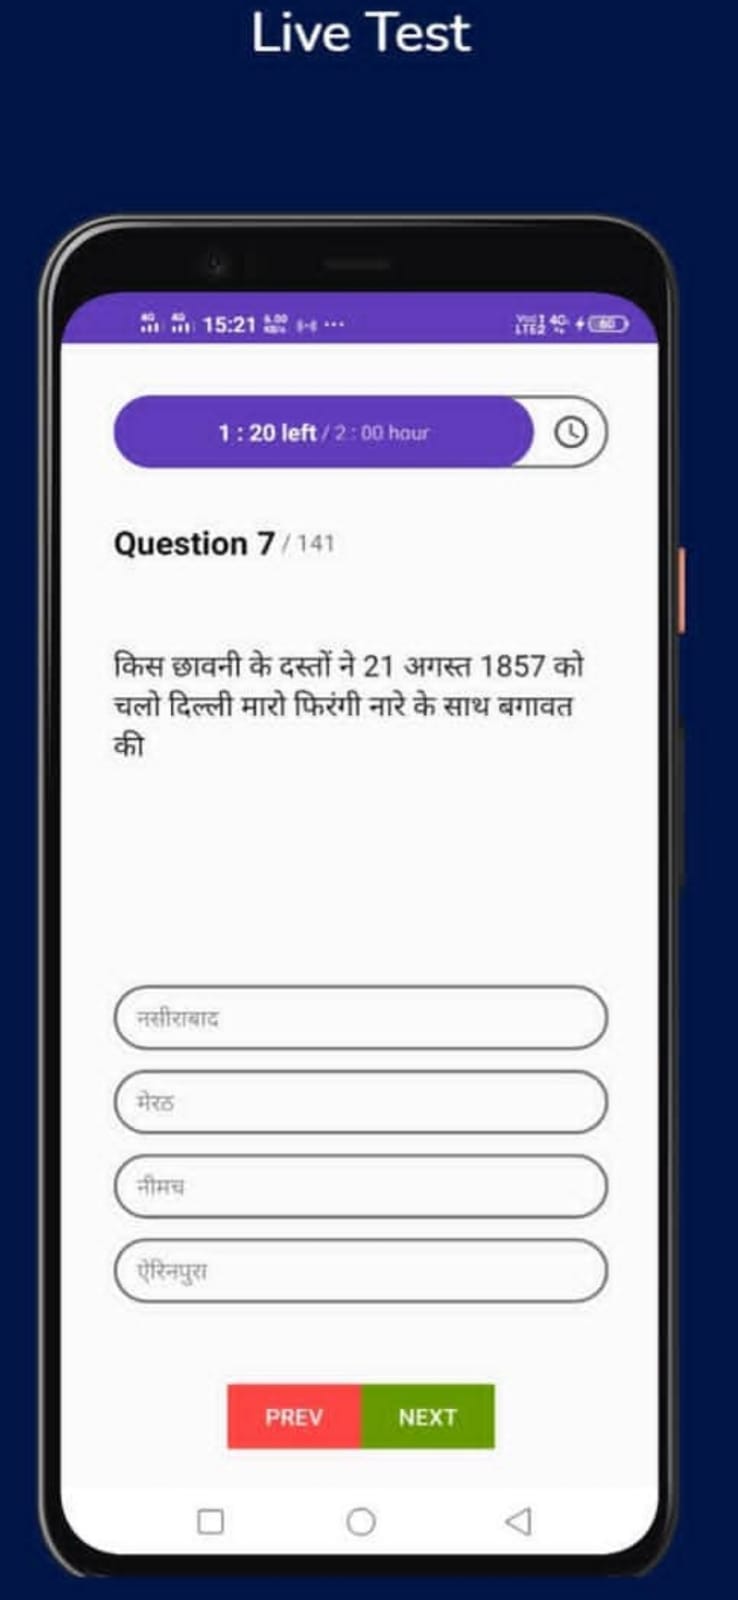 Live Test
15:21
1 : 20 left / 2 : 00 hour
Question 7 / 141
किस छावनी के दस्तों ने 21 अगस्त 1857 को
चलो दिल्ली मारो फिरंगी नारे के साथ बगावत
की
नसीराबाद
मेरठ
नीमच
ऐरिनपुरा
PREV NEXT